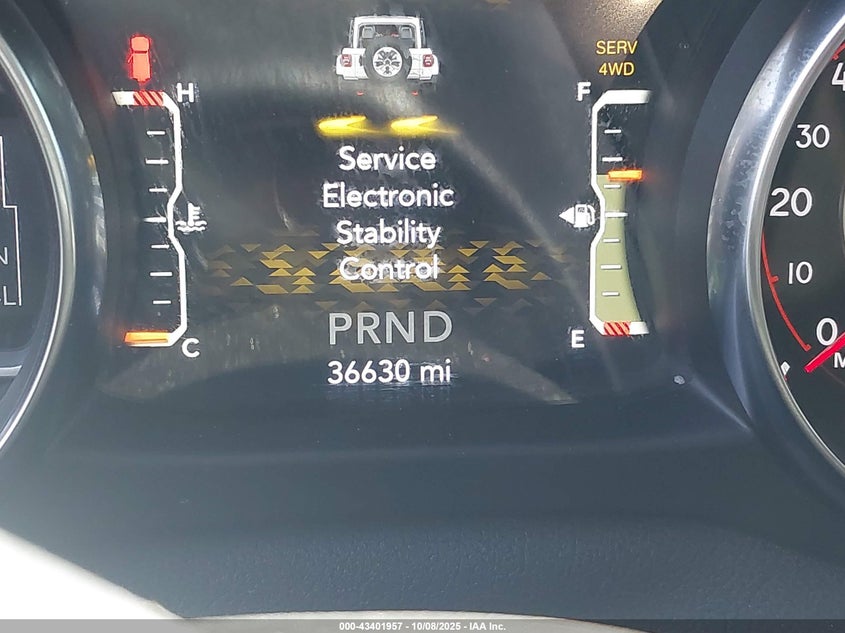 SERV
4WD
H
F
Service
Electronic
Stability
Control
PRND
36630 mi
C
E
30
20
10
0
000-43401957 - 10/08/2025 - IAA Inc.